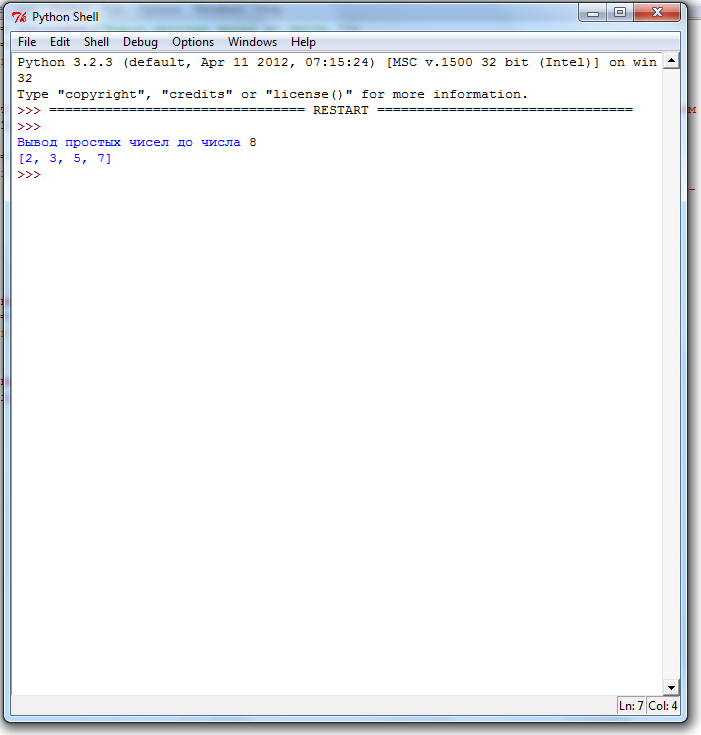 Python Shell
File Edit Shell Debug Options Windows Help
Python 3.2.3 (default, Apr 11 2012, 07:15:24) [MSC v.1500 32 bit (Intel)] on win
32
Type "copyright", "credits" or "license()" for more information.
>>> ================================ RESTART ================================
>>>
Вывод простых чисел до числа 8
[2, 3, 5, 7]
>>>
Ln: 7 Col: 4